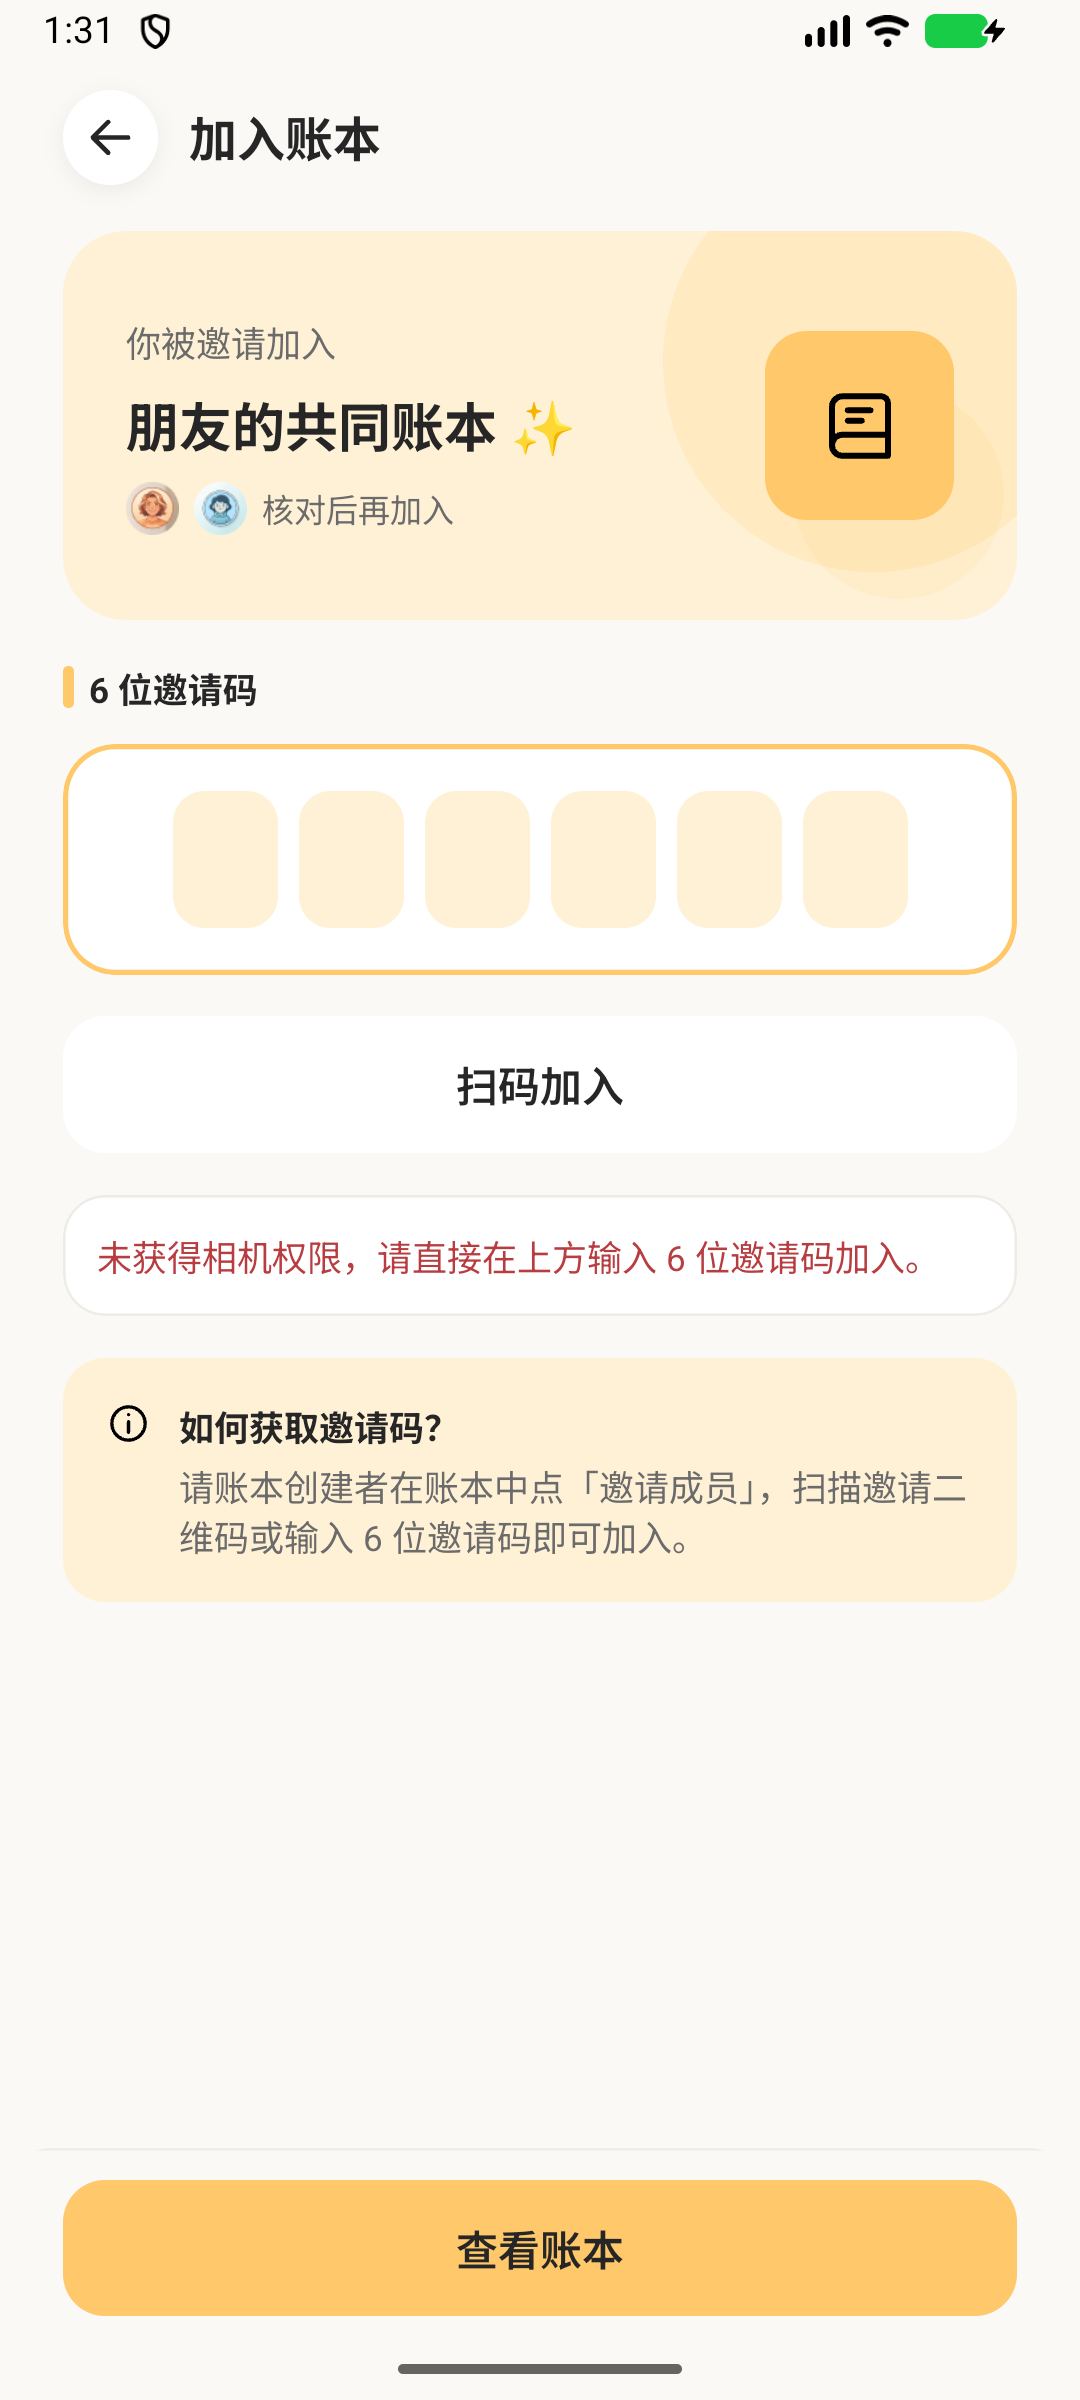 1:31
加入账本
你被邀请加入
朋友的共同账本 ✨
核对后再加入
6 位邀请码
扫码加入
未获得相机权限，请直接在上方输入 6 位邀请码加入。
如何获取邀请码？
请账本创建者在账本中点「邀请成员」，扫描邀请二
维码或输入 6 位邀请码即可加入。
查看账本